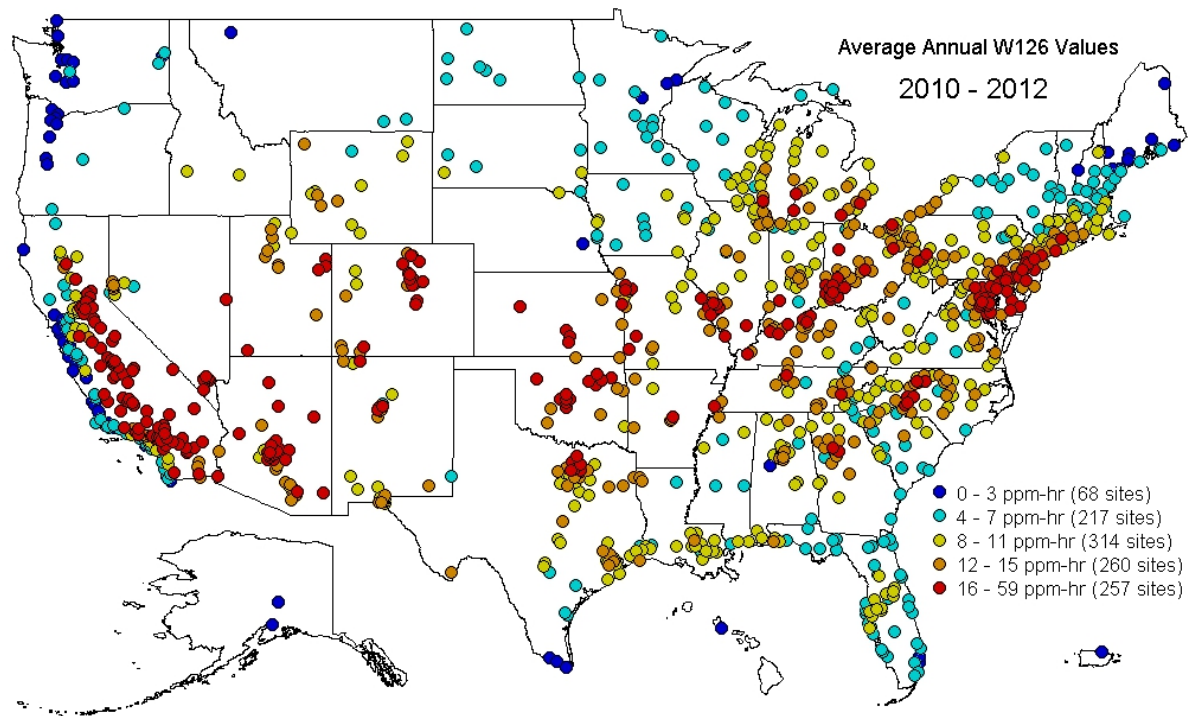 Average Annual W126 Values
2010 - 2012
0 - 3 ppm-hr (68 sites)
4 - 7 ppm-hr (217 sites)
8 - 11 ppm-hr (314 sites)
12 - 15 ppm-hr (260 sites)
16 - 59 ppm-hr (257 sites)